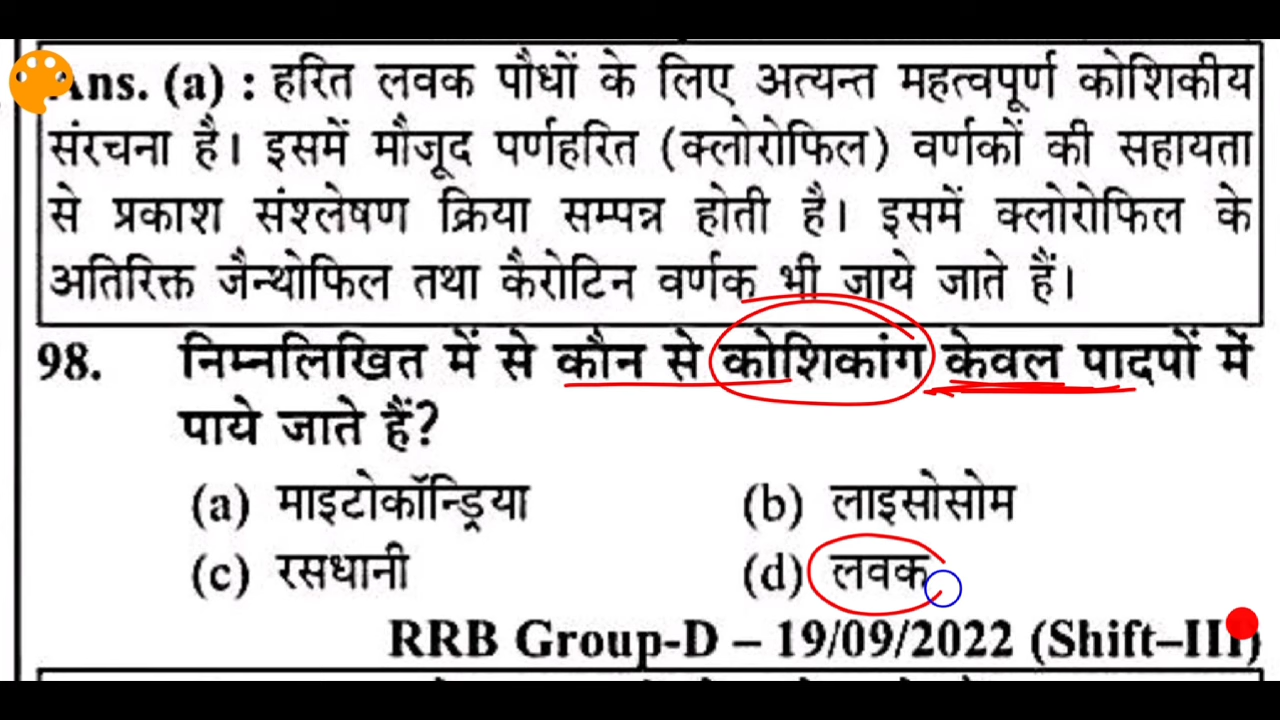 Ans. (a) : हरित लवक पौधों के लिए अत्यन्त महत्वपूर्ण कोशिकीय
संरचना है। इसमें मौजूद पर्णहरित (क्लोरोफिल) वर्णकों की सहायता
से प्रकाश संश्लेषण क्रिया सम्पन्न होती है। इसमें क्लोरोफिल के
अतिरिक्त जैन्थोफिल तथा कैरोटिन वर्णक भी जाये जाते हैं।
98. निम्नलिखित में से कौन से कोशिकांग केवल पादपों में
पाये जाते हैं?
(a) माइटोकॉन्ड्रिया (b) लाइसोसोम
(c) रसधानी (d) लवक
RRB Group-D – 19/09/2022 (Shift–III)